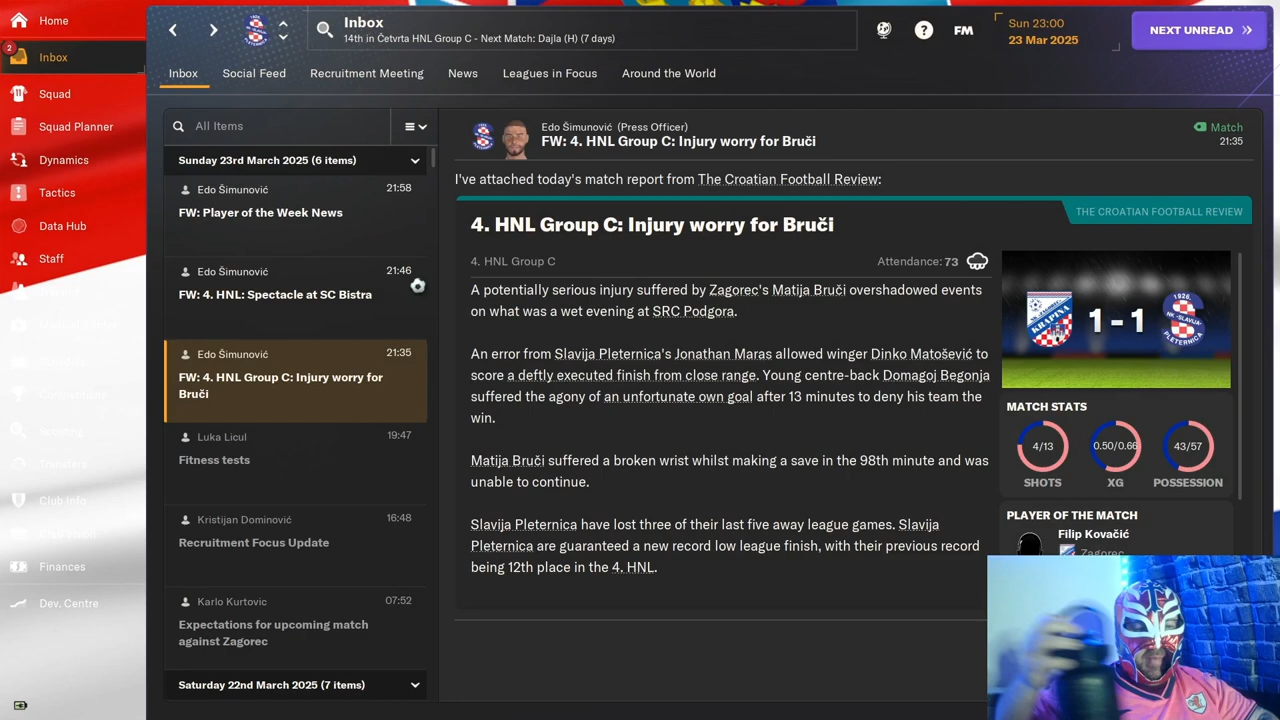 Home
2
Inbox
Squad
Squad Planner
Dynamics
Tactics
Data Hub
Staff
Scouting
Transfers
Club Info
Finances
Dev. Centre
Inbox
14th in Četvrta HNL Group C - Next Match: Dajla (H) (7 days)
?
FM
Sun 23:00
23 Mar 2025
NEXT UNREAD
Inbox
Social Feed
Recruitment Meeting
News
Leagues in Focus
Around the World
All Items
Sunday 23rd March 2025 (6 items)
Edo Šimunović 21:58
FW: Player of the Week News
Edo Šimunović 21:46
FW: 4. HNL: Spectacle at SC Bistra
Edo Šimunović 21:35
FW: 4. HNL Group C: Injury worry for
Bruči
Luka Licul 19:47
Fitness tests
Kristijan Dominović 16:48
Recruitment Focus Update
Karlo Kurtovic 07:52
Expectations for upcoming match
against Zagorec
Saturday 22nd March 2025 (7 items)
Edo Šimunović (Press Officer)
FW: 4. HNL Group C: Injury worry for Bruči
Match
21:35
I've attached today's match report from The Croatian Football Review:
THE CROATIAN FOOTBALL REVIEW
4. HNL Group C: Injury worry for Bruči
4. HNL Group C
Attendance: 73
A potentially serious injury suffered by Zagorec's Matija Bruči overshadowed events
on what was a wet evening at SRC Podgora.
An error from Slavija Pleternica's Jonathan Maras allowed winger Dinko Matošević to
score a deftly executed finish from close range. Young centre-back Domagoj Begonja
suffered the agony of an unfortunate own goal after 13 minutes to deny his team the
win.
Matija Bruči suffered a broken wrist whilst making a save in the 98th minute and was
unable to continue.
Slavija Pleternica have lost three of their last five away league games. Slavija
Pleternica are guaranteed a new record low league finish, with their previous record
being 12th place in the 4. HNL.
KRAPINA
1 - 1
1926.
NK-SLAVIJA-
PLETERNICA
MATCH STATS
4/13
0.50/0.66
43/57
SHOTS
XG
POSSESSION
PLAYER OF THE MATCH
Filip Kovačić
Zagorec